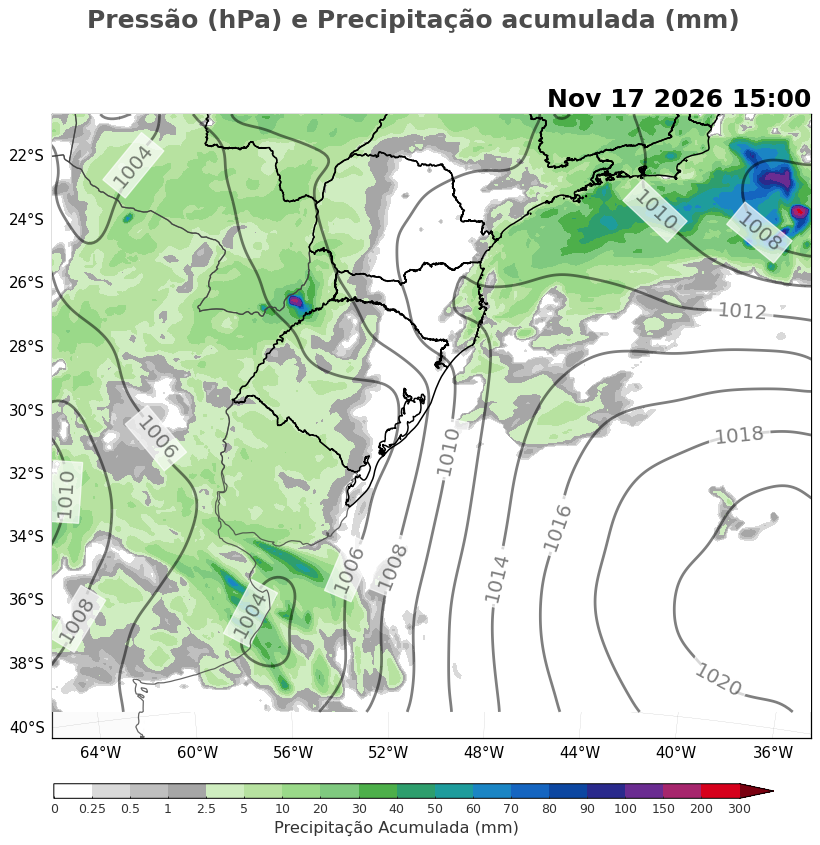 Pressão (hPa) e Precipitação acumulada (mm)
Nov 17 2026 15:00
22°S
24°S
26°S
28°S
30°S
32°S
34°S
36°S
38°S
40°S
1004
1010
1008
1012
1006
1018
1010
1010
1016
1006
1008
1014
1004
1008
1020
64°W 60°W 56°W 52°W 48°W 44°W 40°W 36°W
0 0.25 0.5 1 2.5 5 10 20 30 40 50 60 70 80 90 100 150 200 300
Precipitação Acumulada (mm)